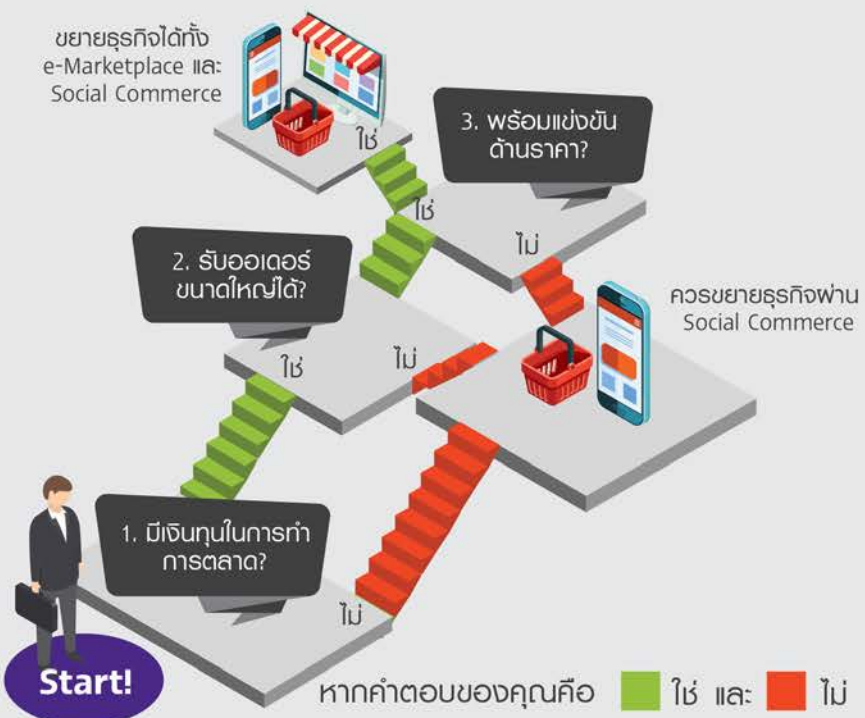 ขยายธุรกิจได้ทั้ง
e-Marketplace และ
Social Commerce
ใช่
3. พร้อมแข่งขัน
ด้านราคา?
ใช่
ไม่
2. รับออเดอร์
ขนาดใหญ่ได้?
ควรขยายธุรกิจผ่าน
Social Commerce
ใช่
ไม่
1. มีเงินทุนในการทำ
การตลาด?
ไม่
Start!
หากคำตอบของคุณคือ ใช่ และ ไม่